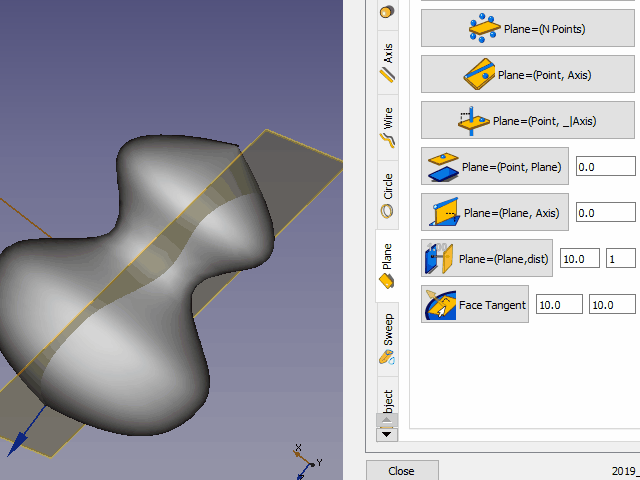 Axis
Wire
Circle
Plane
Sweep
bject
Plane=(N Points)
Plane=(Point, Axis)
Plane=(Point, _|Axis)
Plane=(Point, Plane)
0.0
Plane=(Plane, Axis)
0.0
Plane=(Plane,dist)
10.0
1
Face Tangent
10.0
10.0
X
Y
Close
2019_